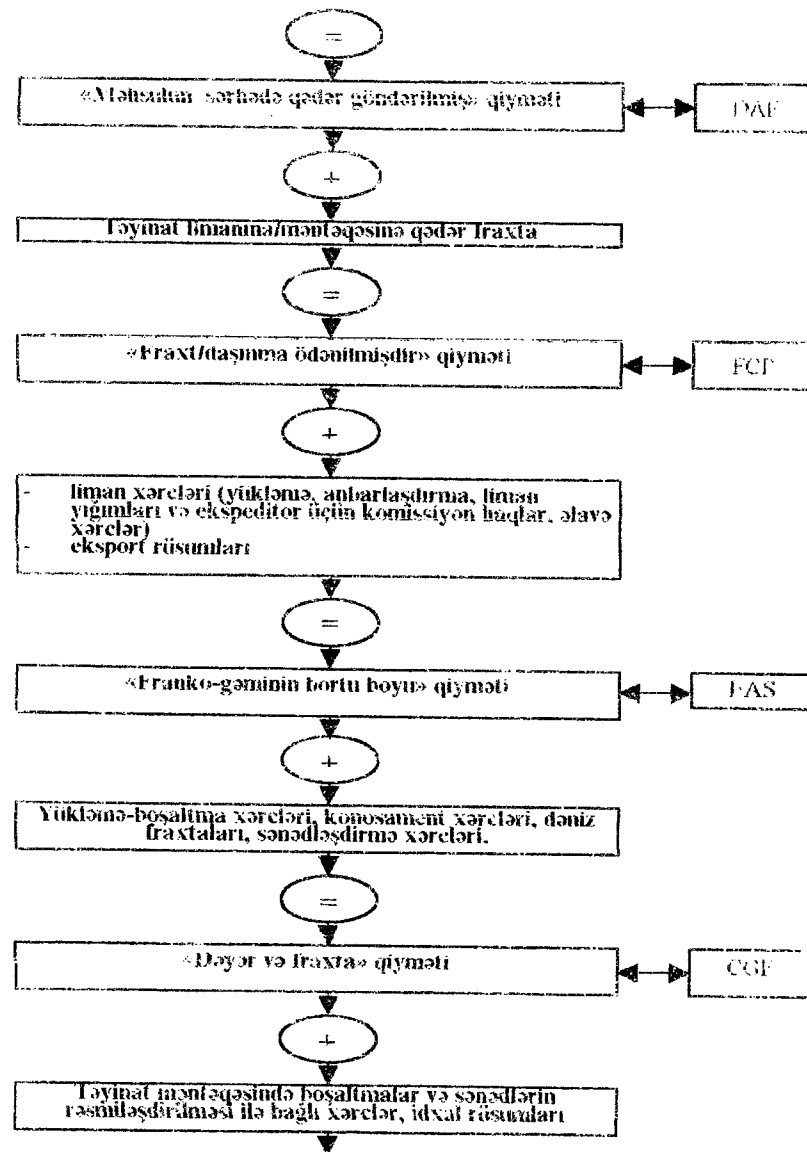 =
«Məhsulun sərhədə qədər göndərilmiş» qiyməti
DAF
+
Təyinat limanına/məntəqəsinə qədər fraxta
=
«Fraxt/daşınma ödənilmişdir» qiyməti
FCP
+
- liman xərcləri (yükləmə, anbarlaşdırma, liman
yığımları və ekspeditor üçün komissyon haqlar, əlavə
xərclər)
- eksport rüsumları
=
«Franko-gəminin bortu boyu» qiyməti
FAS
+
Yükləmə-boşaltma xərcləri, konosament xərcləri, dəniz
fraxtaları, sənədləşdirmə xərcləri.
=
«Dəyər və fraxta» qiyməti
CGF
+
Təyinat məntəqəsində boşaltmalar və sənədlərin
rəsmiləşdirilməsi ilə bağlı xərclər, idxal rüsumları